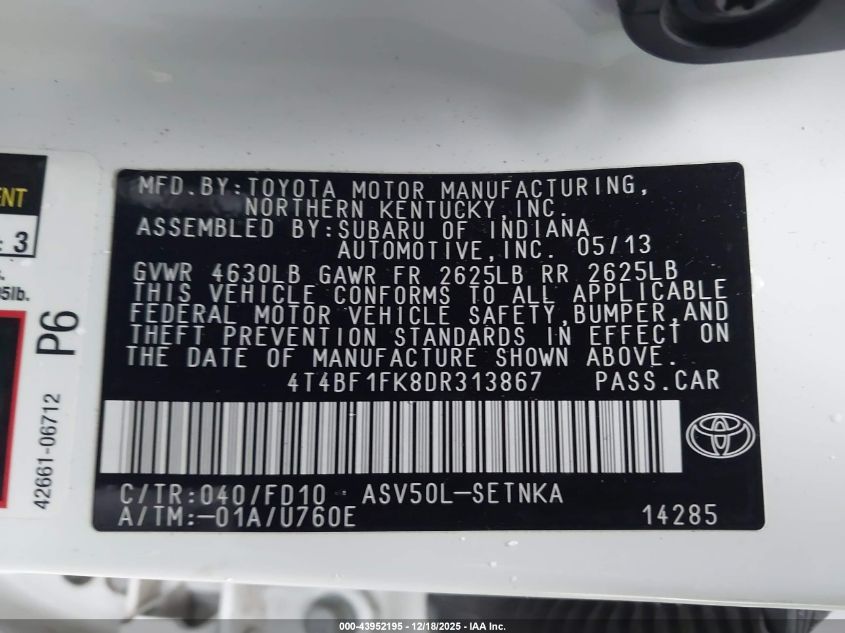 MFD.BY:TOYOTA MOTOR MANUFACTURING,
NORTHERN KENTUCKY,INC.
ASSEMBLED BY:SUBARU OF INDIANA
AUTOMOTIVE,INC. 05/13
GVWR 4630LB GAWR FR 2625LB RR 2625LB
THIS VEHICLE CONFORMS TO ALL APPLICABLE
FEDERAL MOTOR VEHICLE SAFETY,BUMPER,AND
THEFT PREVENTION STANDARDS IN EFFECT ON
THE DATE OF MANUFACTURE SHOWN ABOVE.
4T4BF1FK8DR313867 PASS.CAR
C/TR:040/FD10 ASV50L-SETNKA
A/TM:-01A/U760E 14285
3
P6
42661-06712
000-43952195 - 12/18/2025 - IAA Inc.